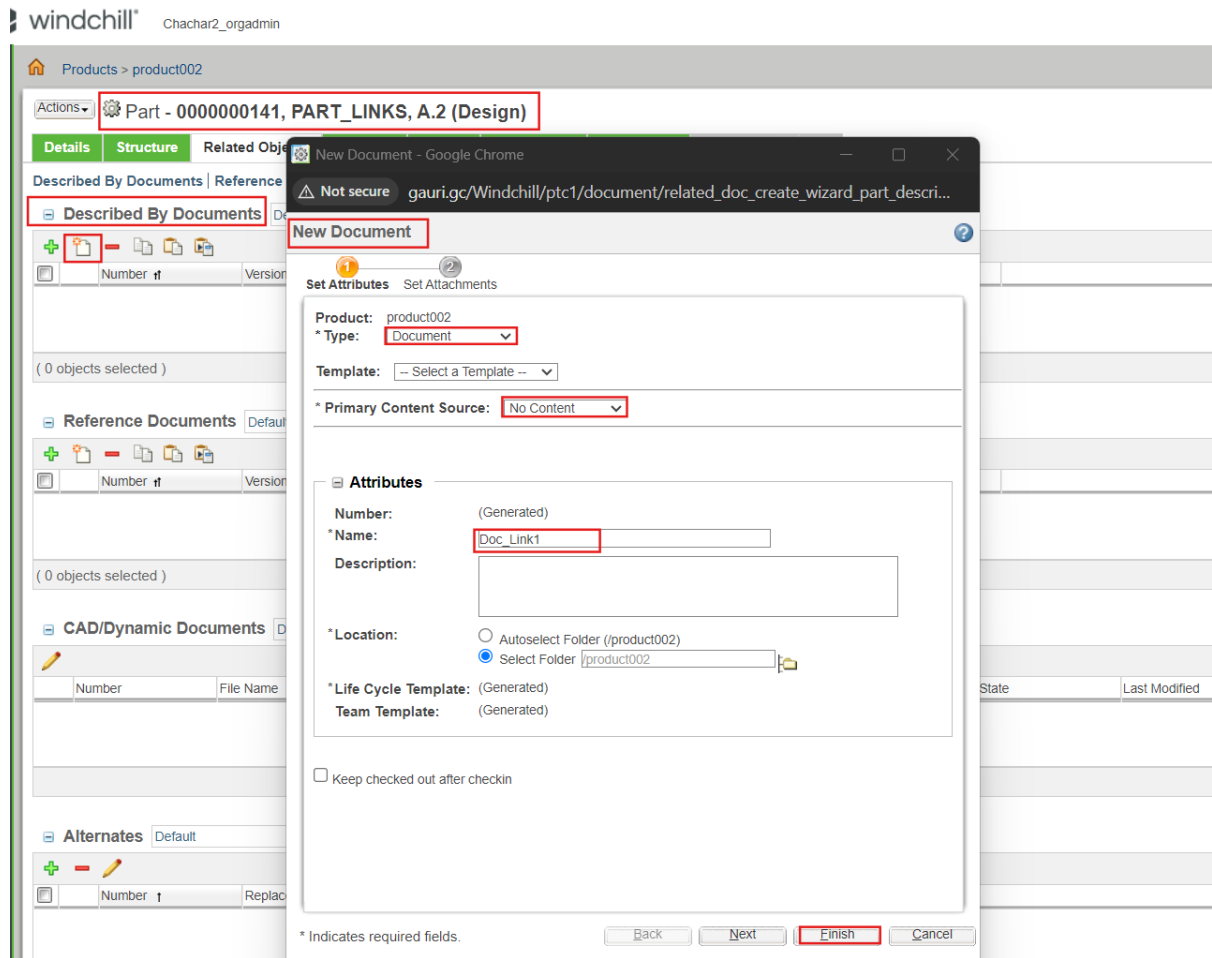 windchill® Chachar2_orgadmin
Products > product002
Actions Part - 0000000141, PART_LINKS, A.2 (Design)
Details Structure Related Obje
Described By Documents | Reference
Described By Documents De
Number Version
( 0 objects selected )
Reference Documents Defaul
Number Version
( 0 objects selected )
CAD/Dynamic Documents D
Number File Name State Last Modified
Alternates Default
Number Replac
New Document - Google Chrome
Not secure gauri.gc/Windchill/ptc1/document/related_doc_create_wizard_part_descri...
New Document
1 2
Set Attributes Set Attachments
Product: product002
* Type: Document
Template: -- Select a Template --
* Primary Content Source: No Content
Attributes
Number: (Generated)
*Name: Doc_Link1
Description:
*Location: Autoselect Folder (/product002)
Select Folder /product002
*Life Cycle Template: (Generated)
Team Template: (Generated)
Keep checked out after checkin
* Indicates required fields. Back Next Finish Cancel